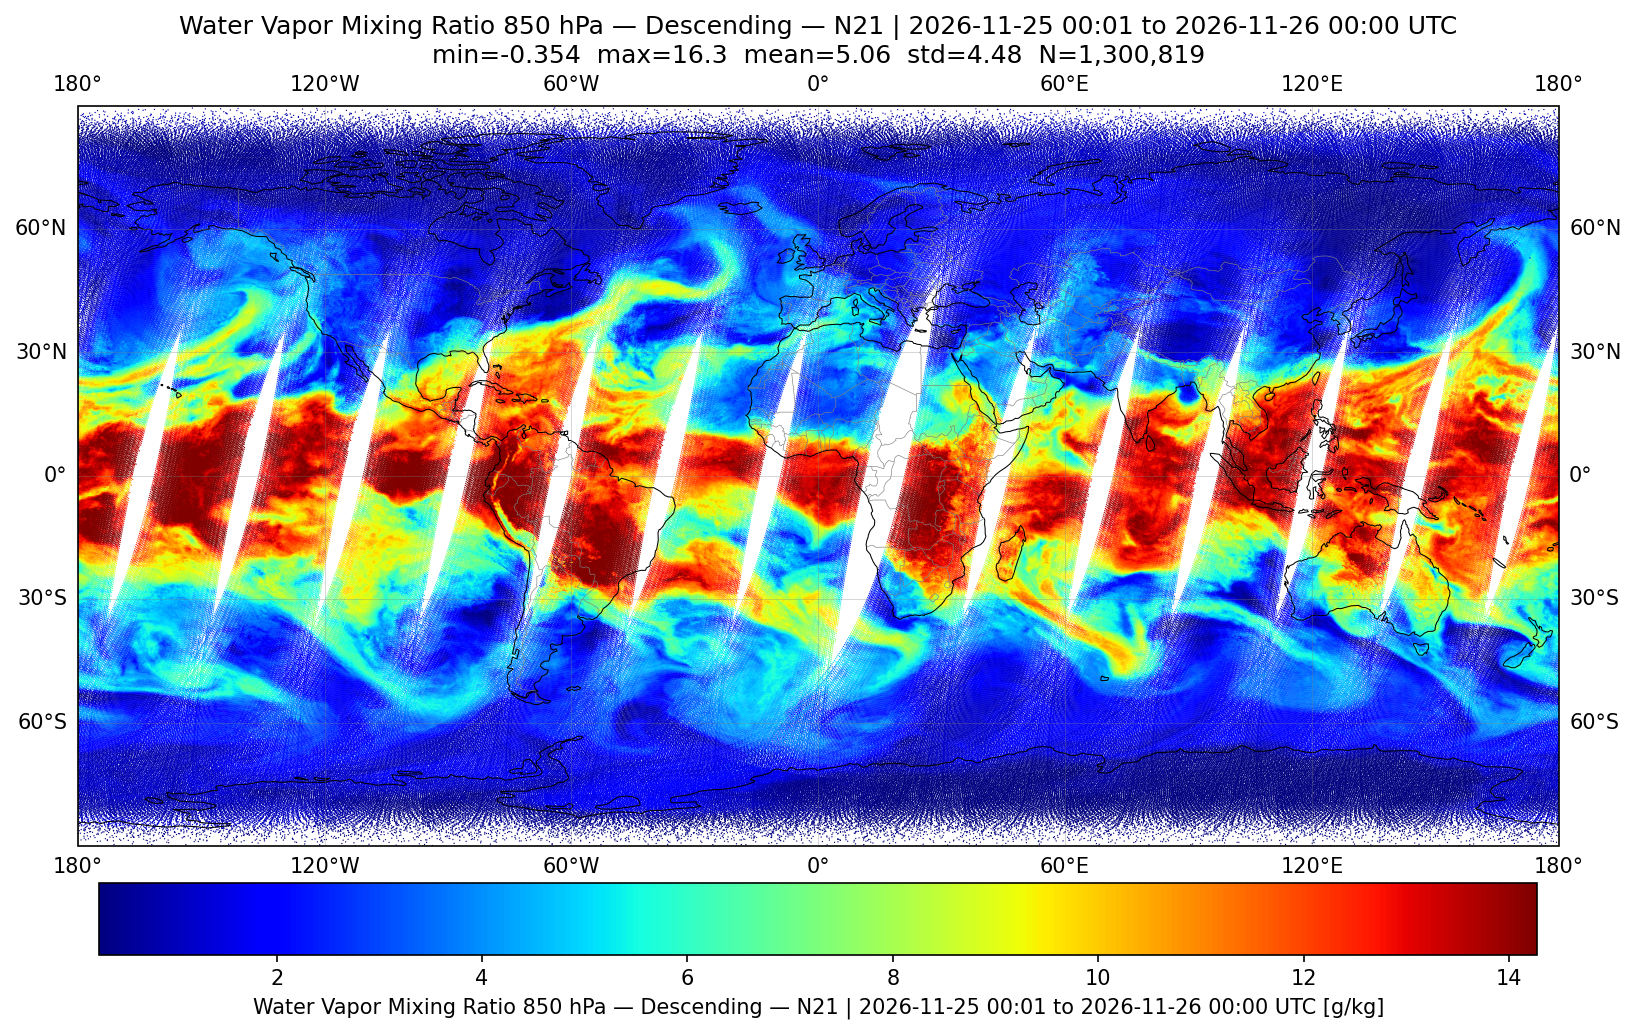 Water Vapor Mixing Ratio 850 hPa — Descending — N21 | 2026-11-25 00:01 to 2026-11-26 00:00 UTC
min=-0.354 max=16.3 mean=5.06 std=4.48 N=1,300,819
180° 120°W 60°W 0° 60°E 120°E 180°
60°N 60°N
30°N 30°N
0° 0°
30°S 30°S
60°S 60°S
180° 120°W 60°W 0° 60°E 120°E 180°
2 4 6 8 10 12 14
Water Vapor Mixing Ratio 850 hPa — Descending — N21 | 2026-11-25 00:01 to 2026-11-26 00:00 UTC [g/kg]